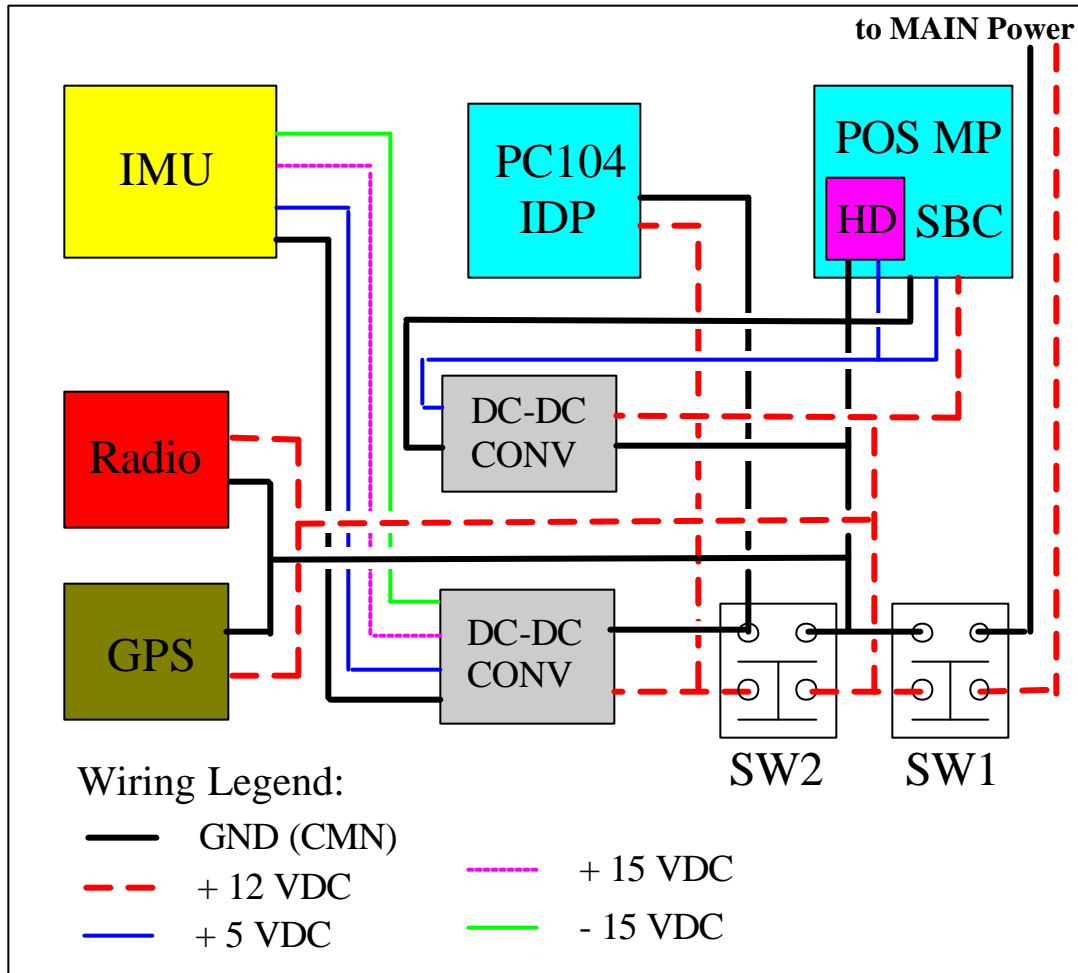 to MAIN Power
IMU
PC104
IDP
POS MP
HD
SBC
DC-DC
CONV
Radio
GPS
DC-DC
CONV
SW2
SW1
Wiring Legend:
GND (CMN)
+ 12 VDC
+ 5 VDC
+ 15 VDC
- 15 VDC